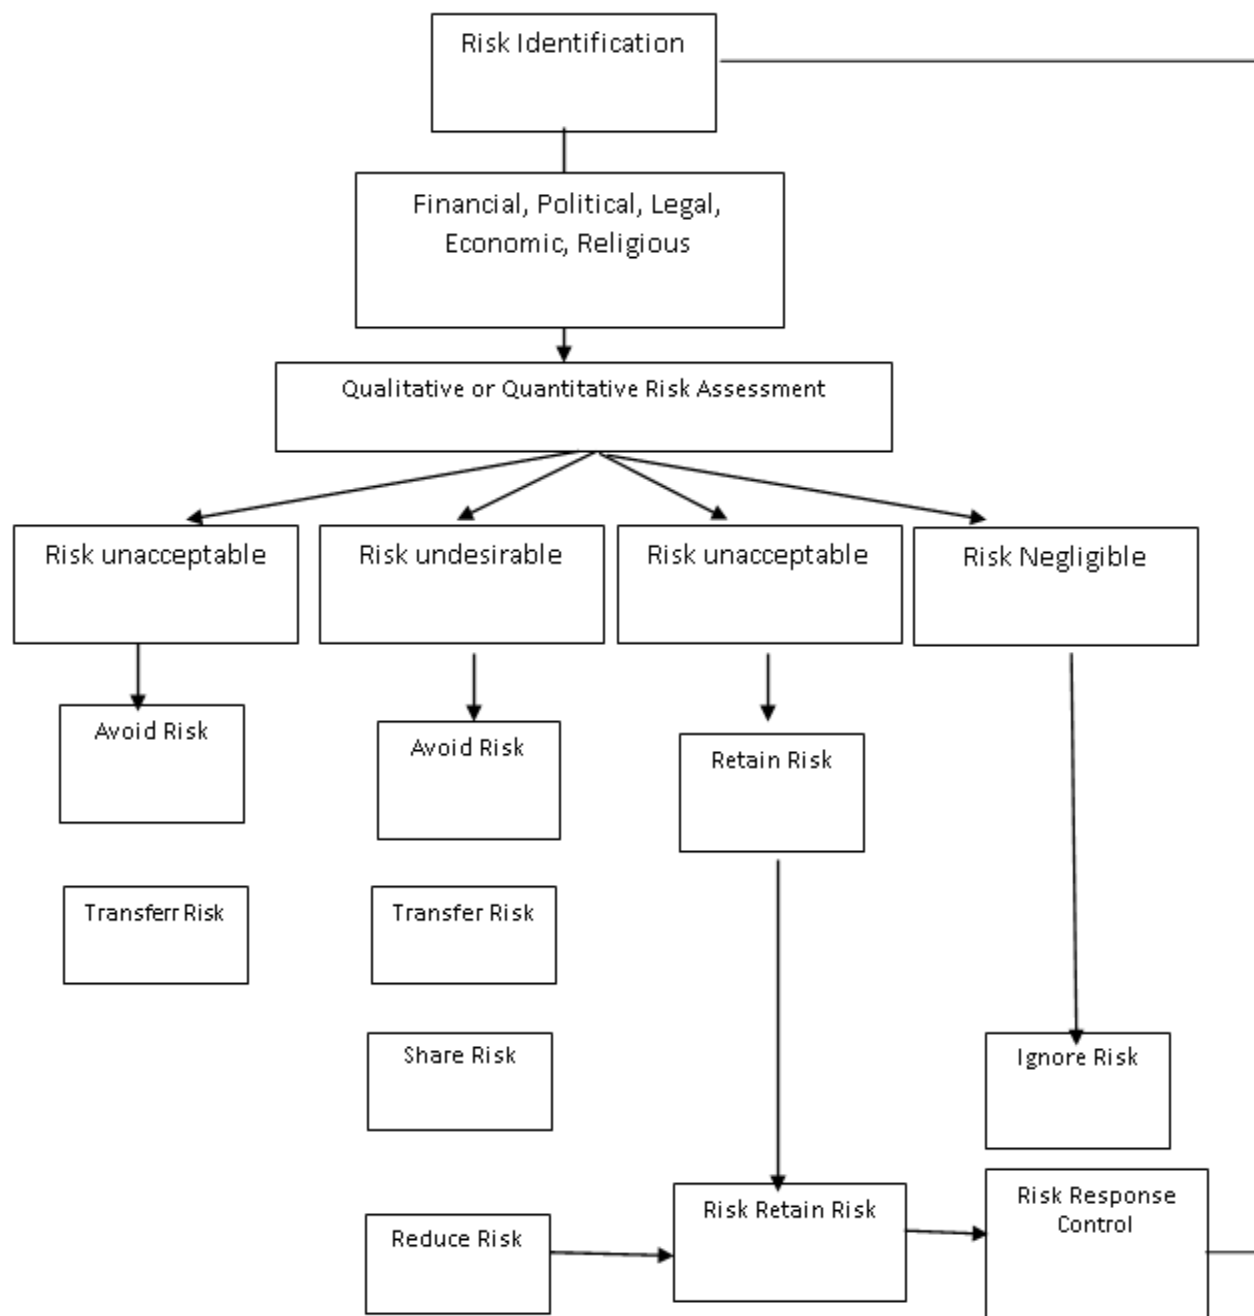 Risk Identification
Financial, Political, Legal,
Economic, Religious
Qualitative or Quantitative Risk Assessment
Risk unacceptable
Risk undesirable
Risk unacceptable
Risk Negligible
Avoid Risk
Avoid Risk
Retain Risk
Transferr Risk
Transfer Risk
Share Risk
Ignore Risk
Reduce Risk
Risk Retain Risk
Risk Response
Control